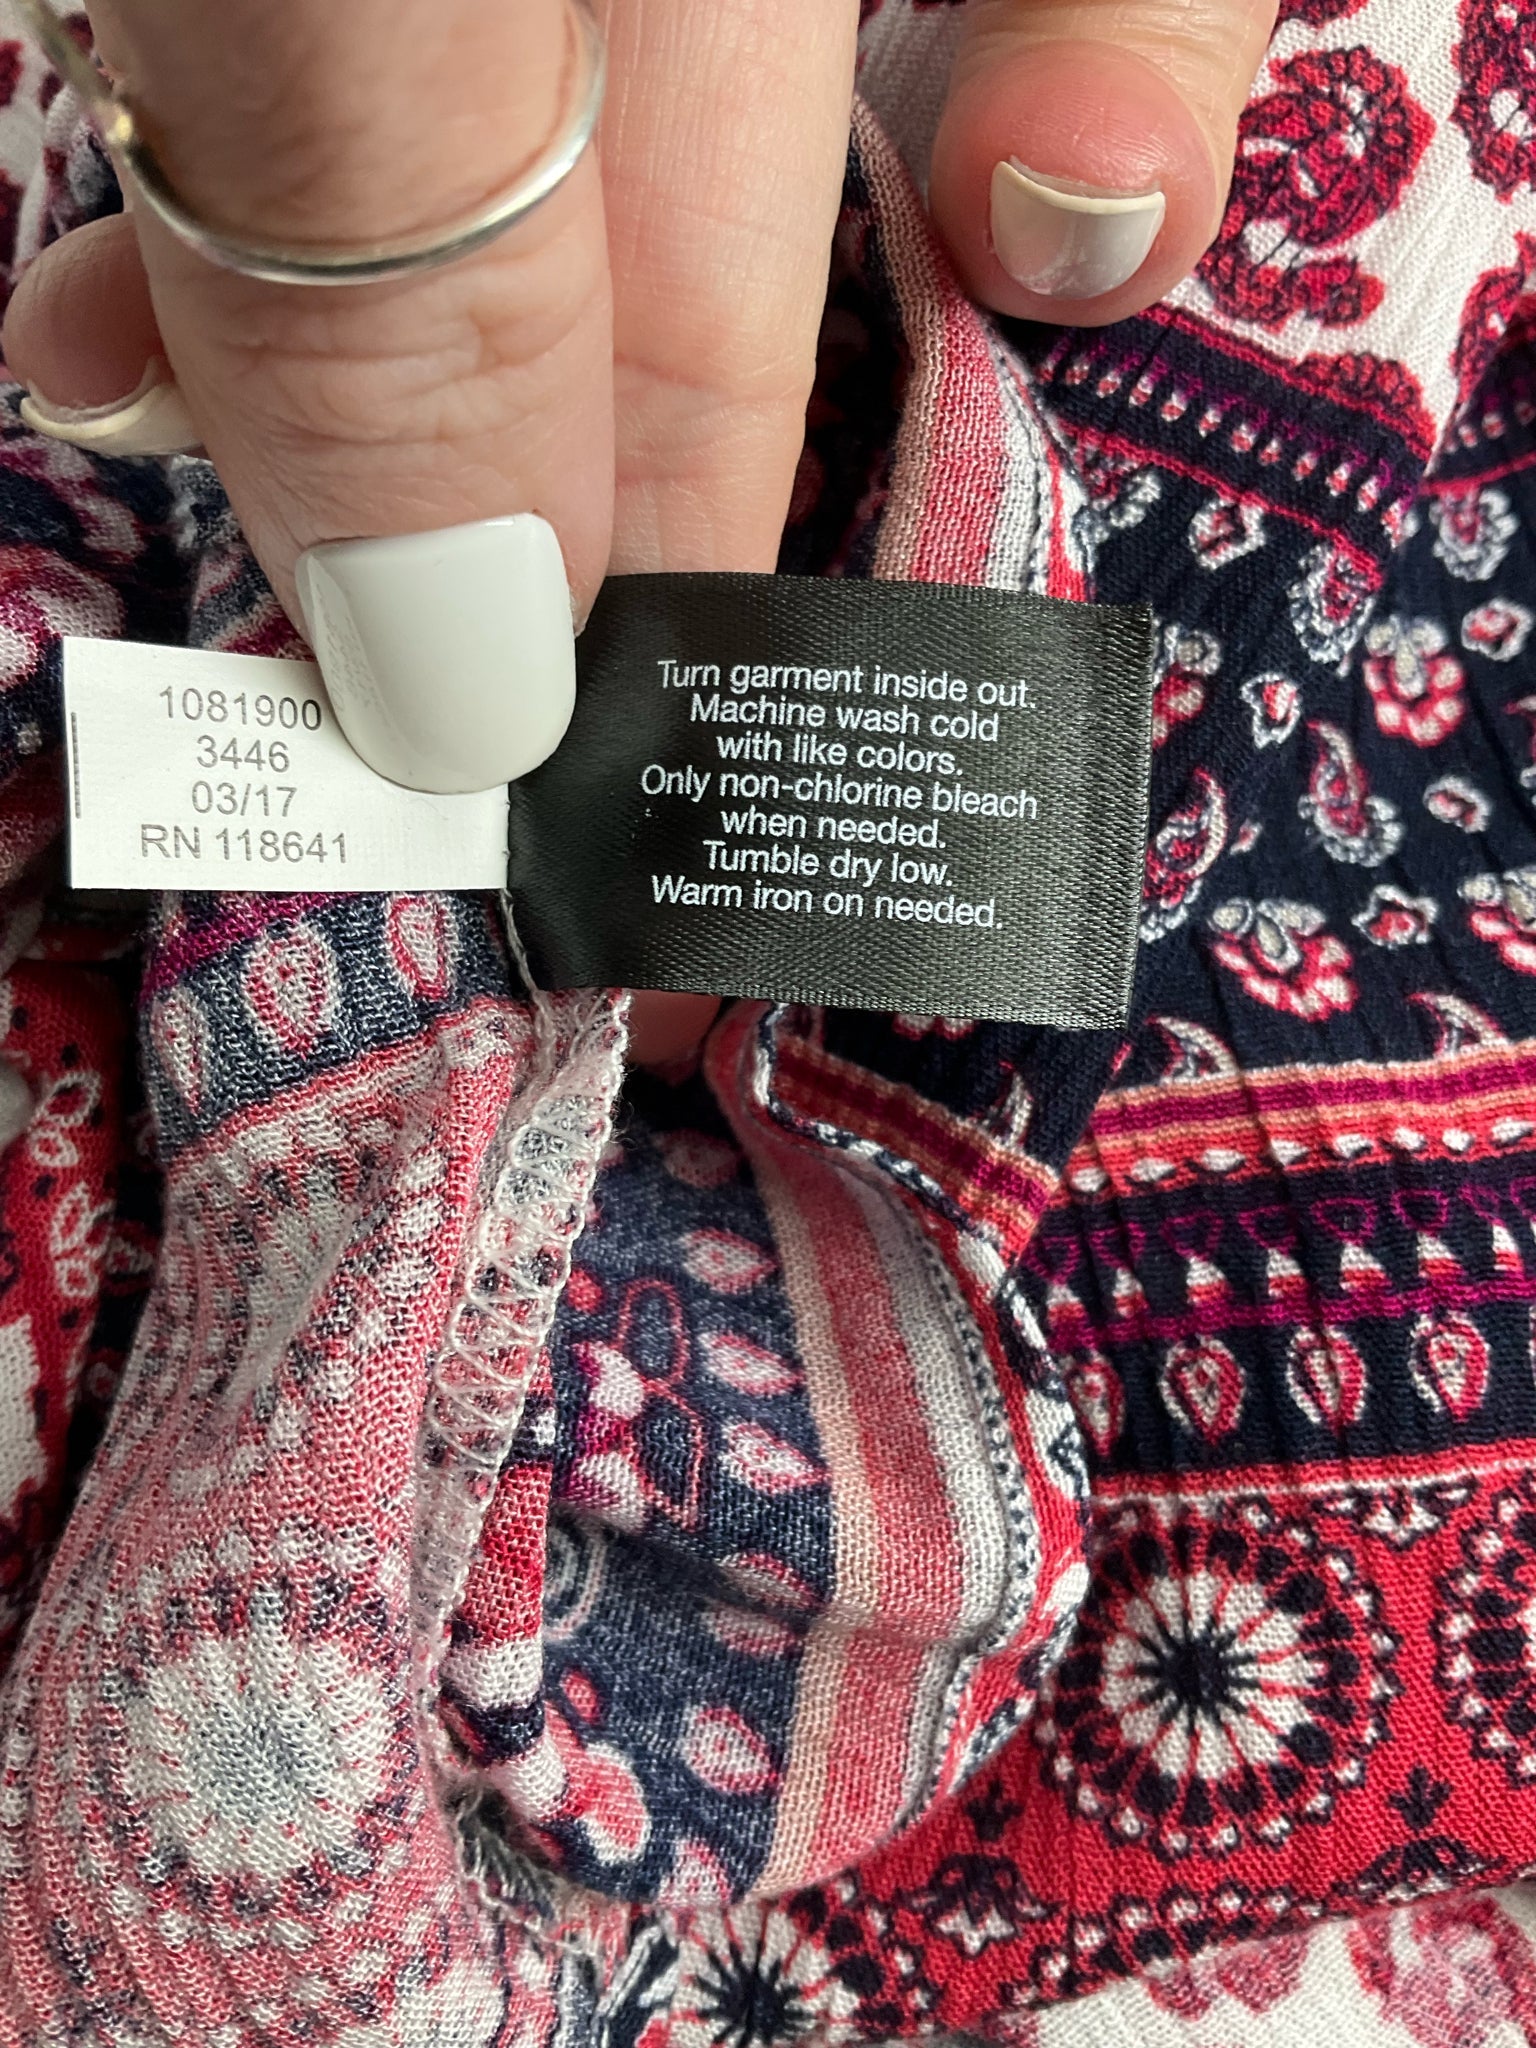 1081900
3446
03/17
RN 118641
Turn garment inside out.
Machine wash cold
with like colors.
Only non-chlorine bleach
when needed.
Tumble dry low.
Warm iron on needed.